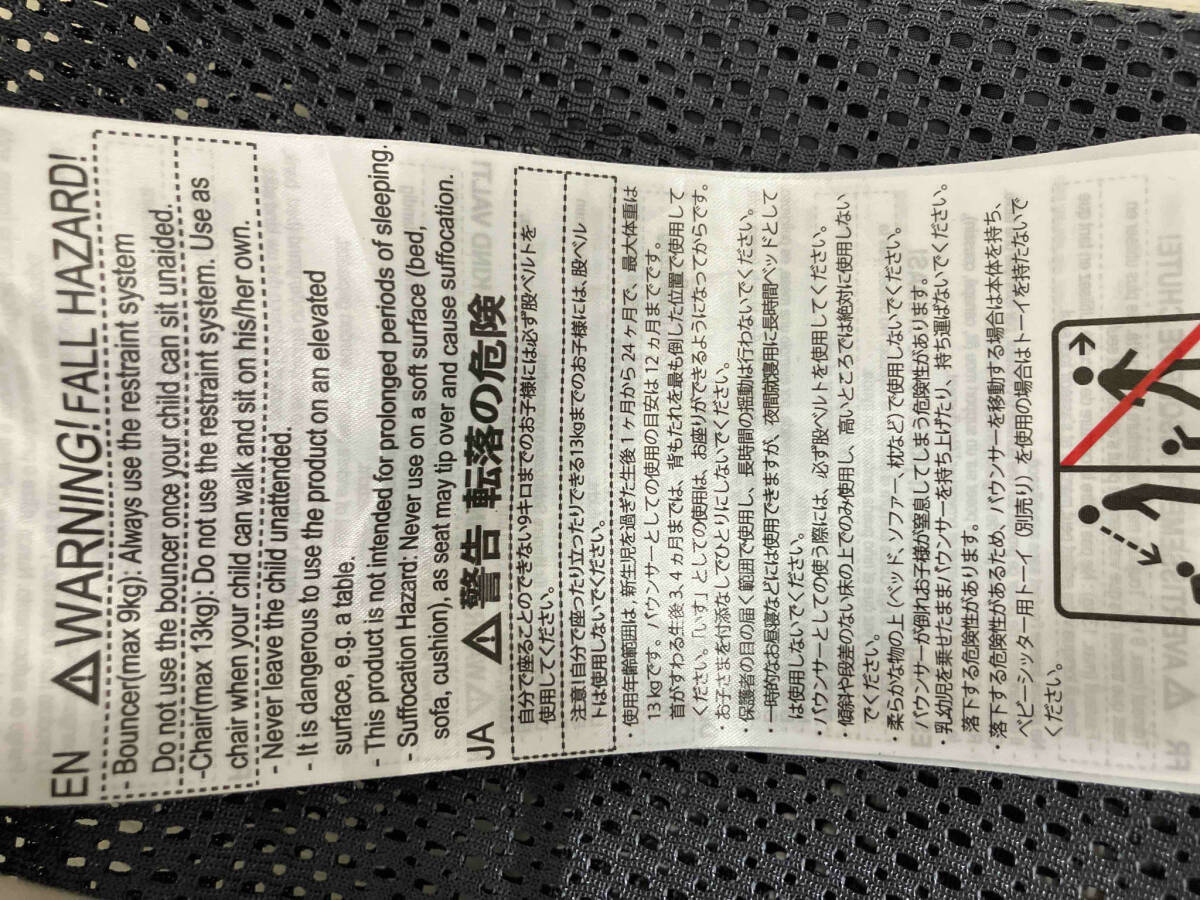 EN ⚠WARNING! FALL HAZARD!
- Bouncer(max 9kg): Always use the restraint system
Do not use the bouncer once your child can sit unaided.
-Chair(max 13kg): Do not use the restraint system. Use as
chair when your child can walk and sit on his/her own.
- Never leave the child unattended.
- It is dangerous to use the product on an elevated
surface, e.g. a table.
- This product is not intended for prolonged periods of sleeping.
- Suffocation Hazard: Never use on a soft surface (bed,
sofa, cushion), as seat may tip over and cause suffocation.
JA ⚠警告 転落の危険
自分で座ることのできない9キロまでのお子様には必ず股ベルトを
使用してください。
注意！自分で座ったり立ったりできる13kgまでのお子様には、股ベル
トは使用しないでください。
・使用年齢範囲は、新生児を過ぎた生後1ヶ月から24ヶ月で、最大体重は
13kgです。バウンサーとしての使用の目安は12ヵ月までです。
首がすわる生後3、4ヵ月までは、背もたれを最も倒した位置で使用して
ください。「いす」としての使用は、お座りができるようになってからです。
・お子さまを付添なしでひとりにしないでください。
・保護者の目の届く範囲で使用し、長時間の揺動は行わないでください。
・一時的なお昼寝などには使用できますが、夜間就寝用に長時間ベッドとして
は使用しないでください。
・バウンサーとしての使う際には、必ず股ベルトを使用してください。
・傾斜や段差のない床の上でのみ使用し、高いところでは絶対に使用しない
でください。
・柔らかな物の上（ベッド、ソファー、枕など）で使用しないでください。
バウンサーが倒れお子様が窒息してしまう危険性があります。
・乳幼児を乗せたままバウンサーを持ち上げたり、持ち運ばないでください。
落下する危険性があります。
・落下する危険性があるため、バウンサーを移動する場合は本体を持ち、
ベビーシッター用トーイ（別売り）を使用の場合はトーイを持たないで
ください。